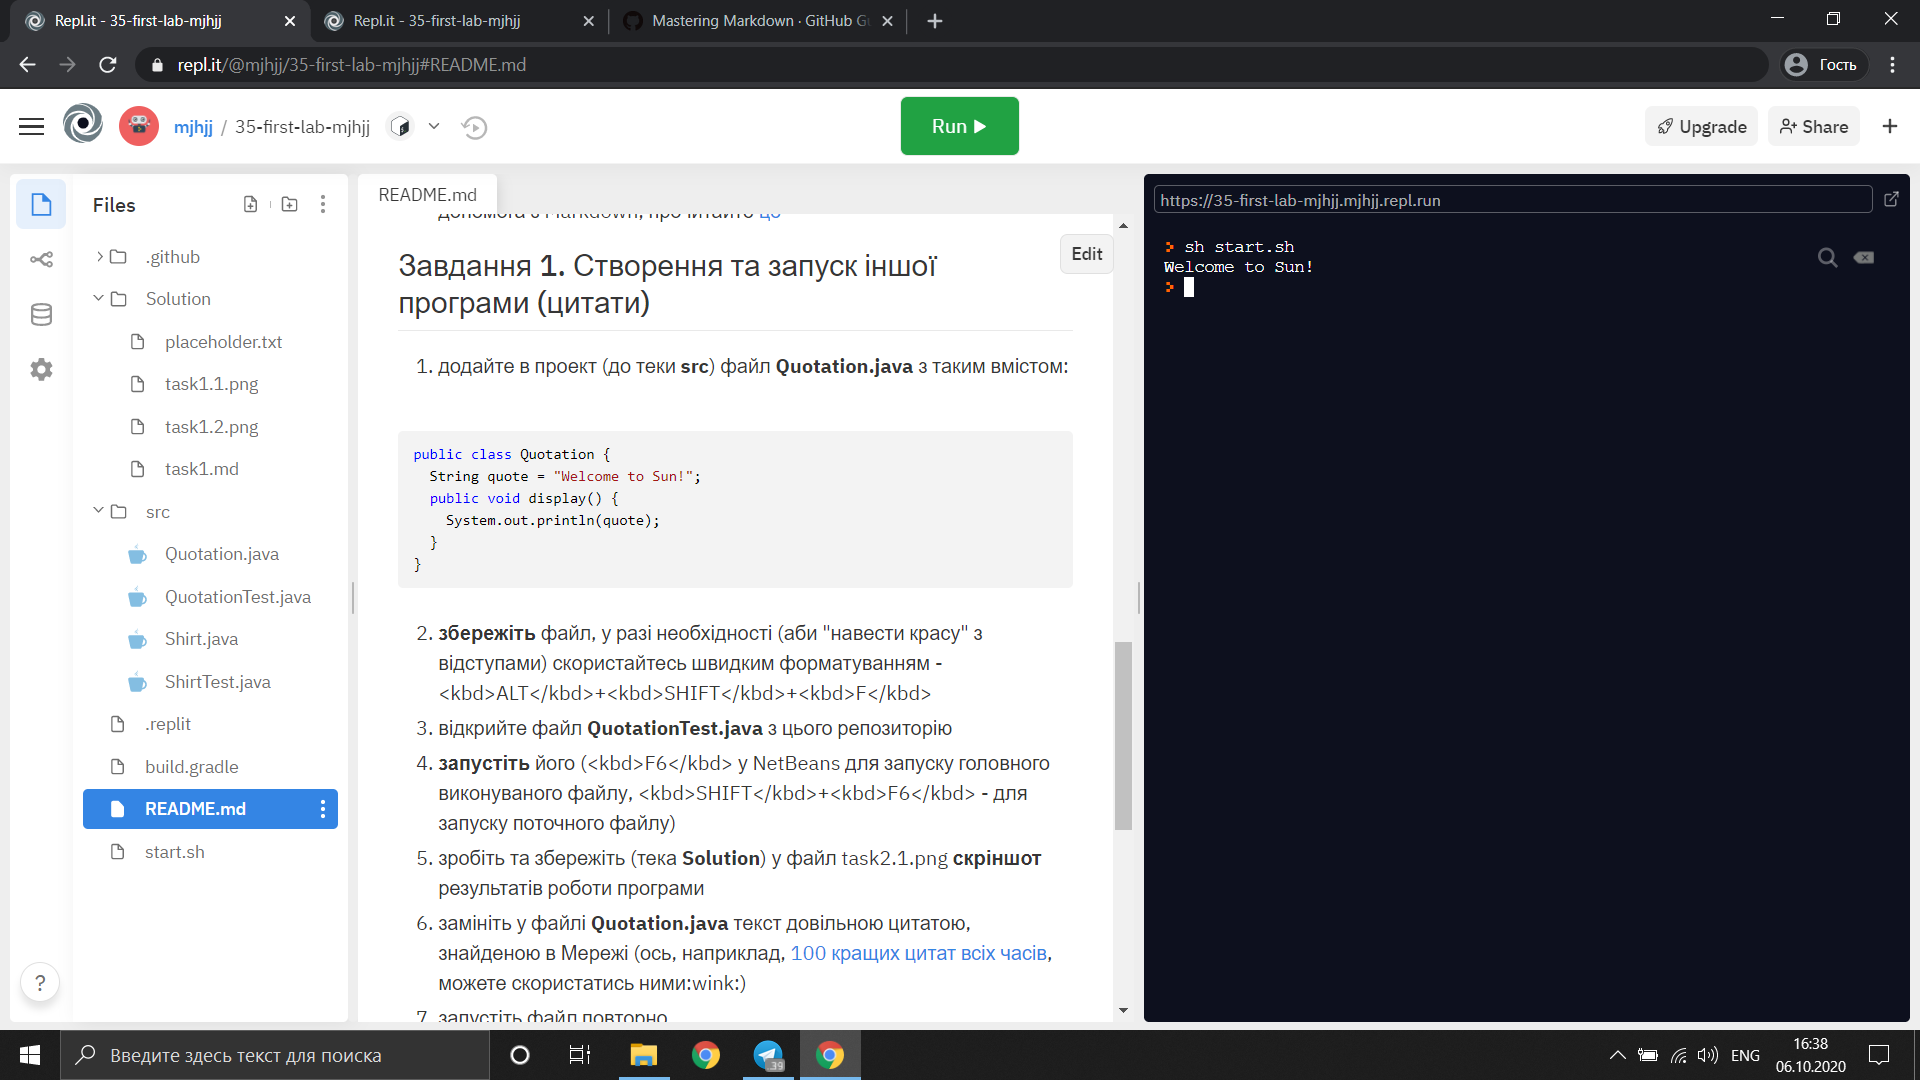 Repl.it - 35-first-lab-mjhjj
Repl.it - 35-first-lab-mjhjj
Mastering Markdown · GitHub Gu
repl.it/@mjhjj/35-first-lab-mjhjj#README.md
Гость
mjhjj / 35-first-lab-mjhjj
Run
Upgrade
Share
Files
.github
Solution
placeholder.txt
task1.1.png
task1.2.png
task1.md
src
Quotation.java
QuotationTest.java
Shirt.java
ShirtTest.java
.replit
build.gradle
README.md
start.sh
?
README.md
допомога з Markdown, прочитайте це
Edit
Завдання 1. Створення та запуск іншої
програми (цитати)
1. додайте в проект (до теки src) файл Quotation.java з таким вмістом:
public class Quotation {
String quote = "Welcome to Sun!";
public void display() {
System.out.println(quote);
}
}
2. збережіть файл, у разі необхідності (аби "навести красу" з
відступами) скористайтесь швидким форматуванням -
<kbd>ALT</kbd>+<kbd>SHIFT</kbd>+<kbd>F</kbd>
3. відкрийте файл QuotationTest.java з цього репозиторію
4. запустіть його (<kbd>F6</kbd> у NetBeans для запуску головного
виконуваного файлу, <kbd>SHIFT</kbd>+<kbd>F6</kbd> - для
запуску поточного файлу)
5. зробіть та збережіть (тека Solution) у файл task2.1.png скріншот
результатів роботи програми
6. замініть у файлі Quotation.java текст довільною цитатою,
знайденою в Мережі (ось, наприклад, 100 кращих цитат всіх часів,
можете скористатись ними:wink:)
7. запустіть файл повторно
https://35-first-lab-mjhjj.mjhjj.repl.run
> sh start.sh
Welcome to Sun!
>
Введите здесь текст для поиска
39
ENG
16:38
06.10.2020